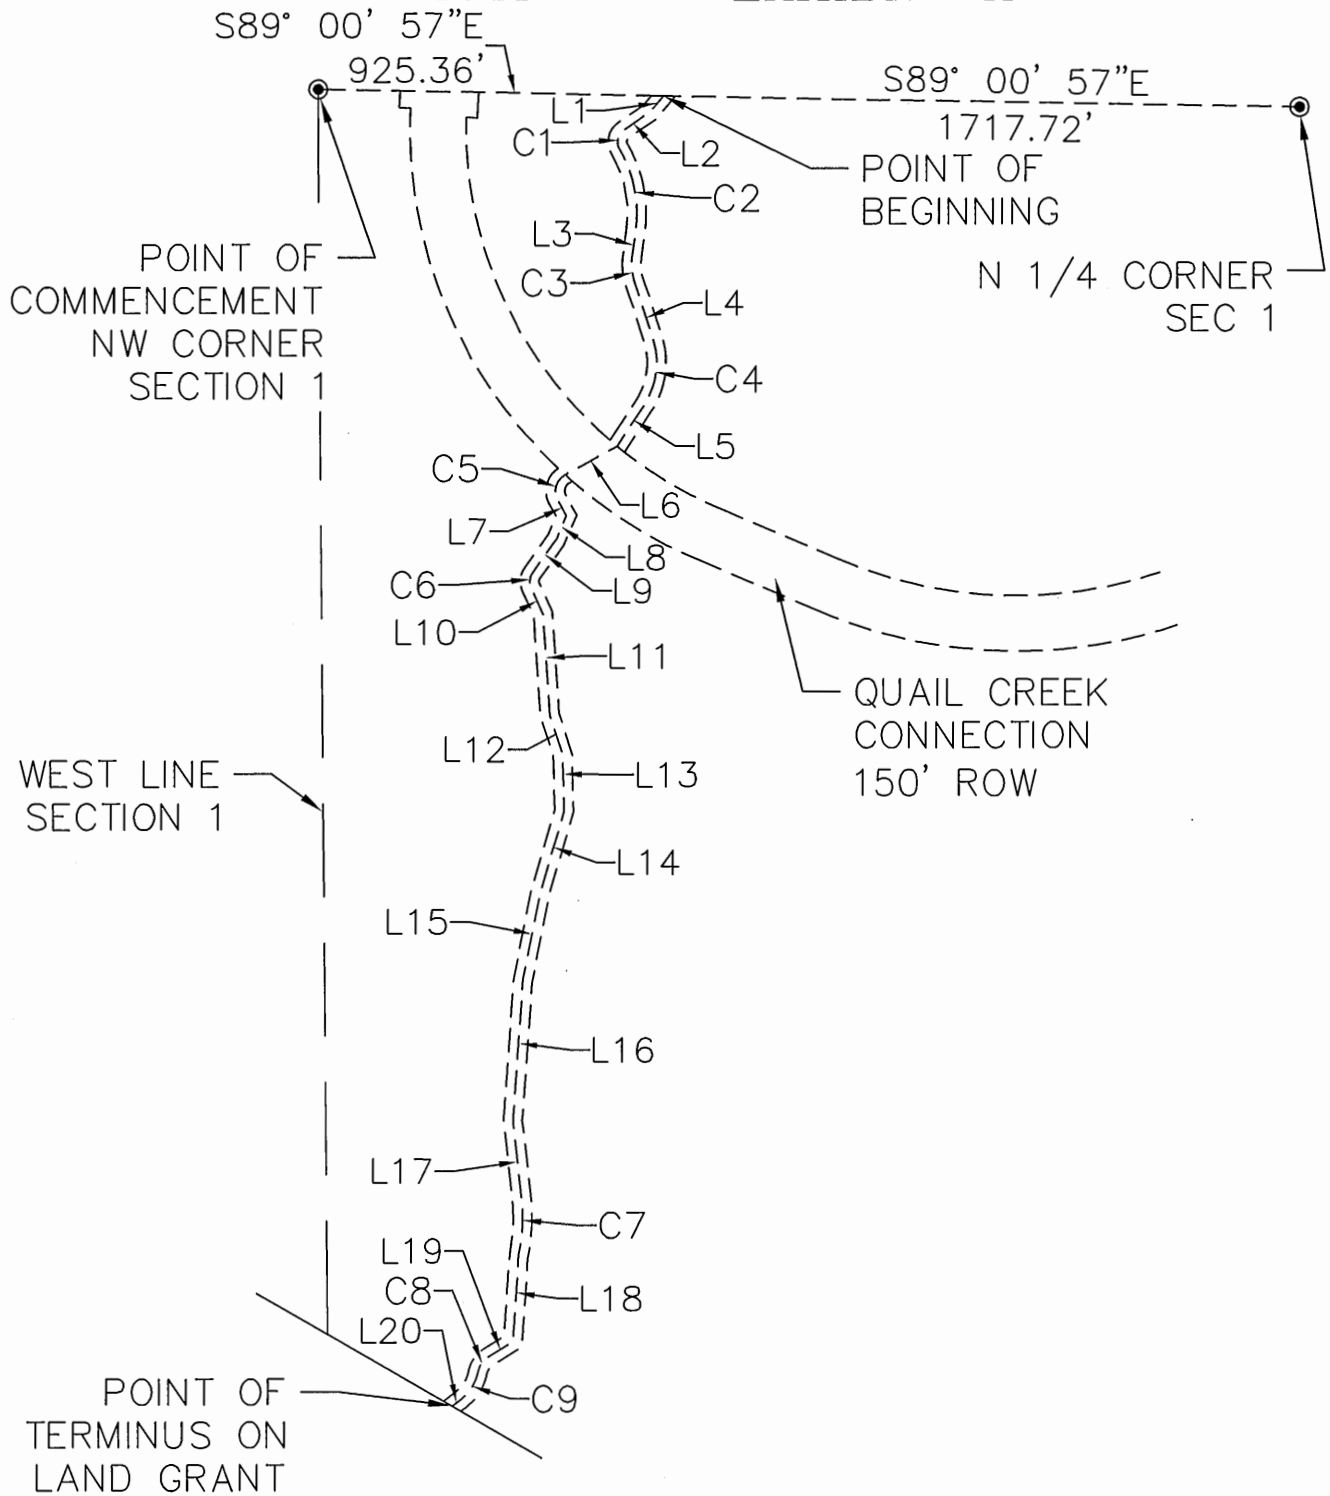 S89° 00' 57"E
925.36'
S89° 00' 57"E
1717.72'
L1
C1
L2
POINT OF
BEGINNING
C2
L3
C3
POINT OF
COMMENCEMENT
NW CORNER
SECTION 1
N 1/4 CORNER
SEC 1
L4
C4
L5
C5
L6
L7
L8
C6
L9
L10
L11
QUAIL CREEK
CONNECTION
150' ROW
L12
L13
WEST LINE
SECTION 1
L14
L15
L16
L17
C7
L19
C8
L18
L20
C9
POINT OF
TERMINUS ON
LAND GRANT